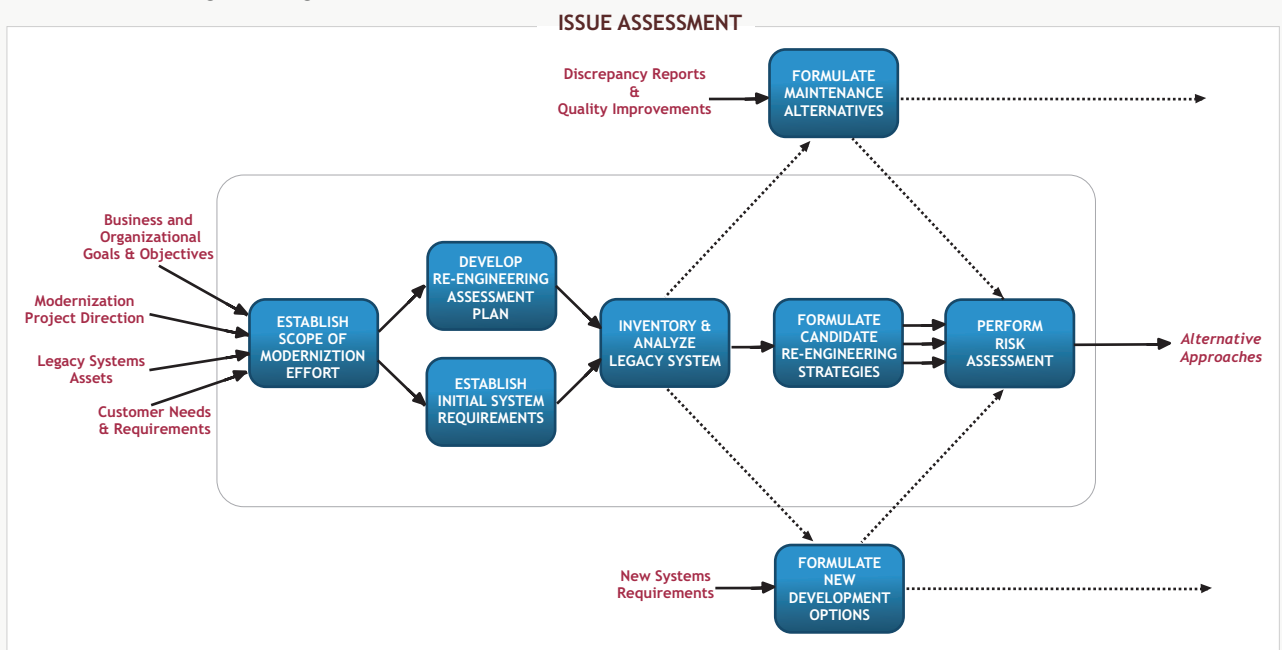 ISSUE ASSESSMENT
Discrepancy Reports
&
Quality Improvements
FORMULATE
MAINTENANCE
ALTERNATIVES
Business and
Organizational
Goals & Objectives
Modernization
Project Direction
Legacy Systems
Assets
Customer Needs
& Requirements
ESTABLISH
SCOPE OF
MODERNIZTION
EFFORT
DEVELOP
RE-ENGINEERING
ASSESSMENT
PLAN
ESTABLISH
INITIAL SYSTEM
REQUIREMENTS
INVENTORY &
ANALYZE
LEGACY SYSTEM
FORMULATE
CANDIDATE
RE-ENGINEERING
STRATEGIES
PERFORM
RISK
ASSESSMENT
Alternative
Approaches
New Systems
Requirements
FORMULATE
NEW
DEVELOPMENT
OPTIONS